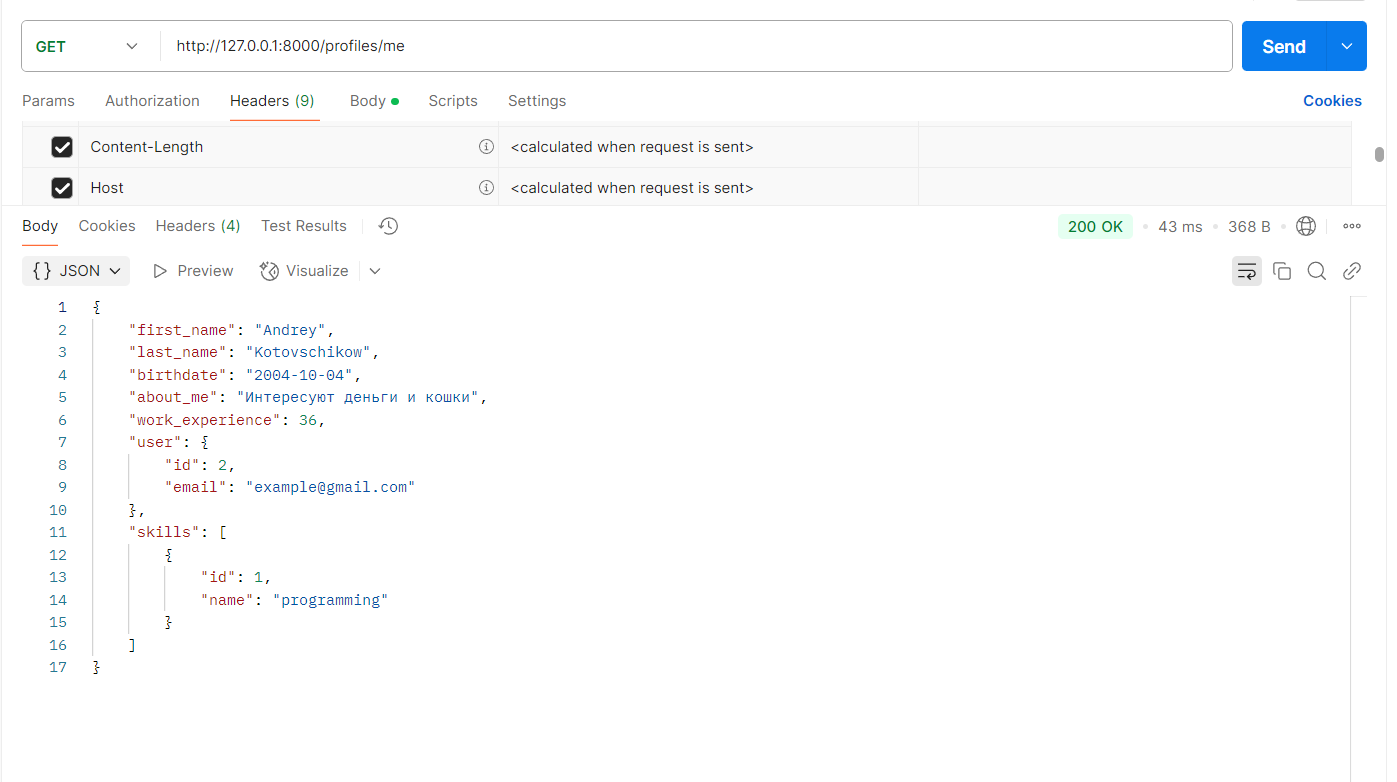 GET http://127.0.0.1:8000/profiles/me Send
Params Authorization Headers (9) Body Scripts Settings Cookies
Content-Length <calculated when request is sent>
Host <calculated when request is sent>
Body Cookies Headers (4) Test Results 200 OK 43 ms 368 B
{} JSON Preview Visualize
1 {
2 "first_name": "Andrey",
3 "last_name": "Kotovschikow",
4 "birthdate": "2004-10-04",
5 "about_me": "Интересуют деньги и кошки",
6 "work_experience": 36,
7 "user": {
8 "id": 2,
9 "email": "example@gmail.com"
10 },
11 "skills": [
12 {
13 "id": 1,
14 "name": "programming"
15 }
16 ]
17 }